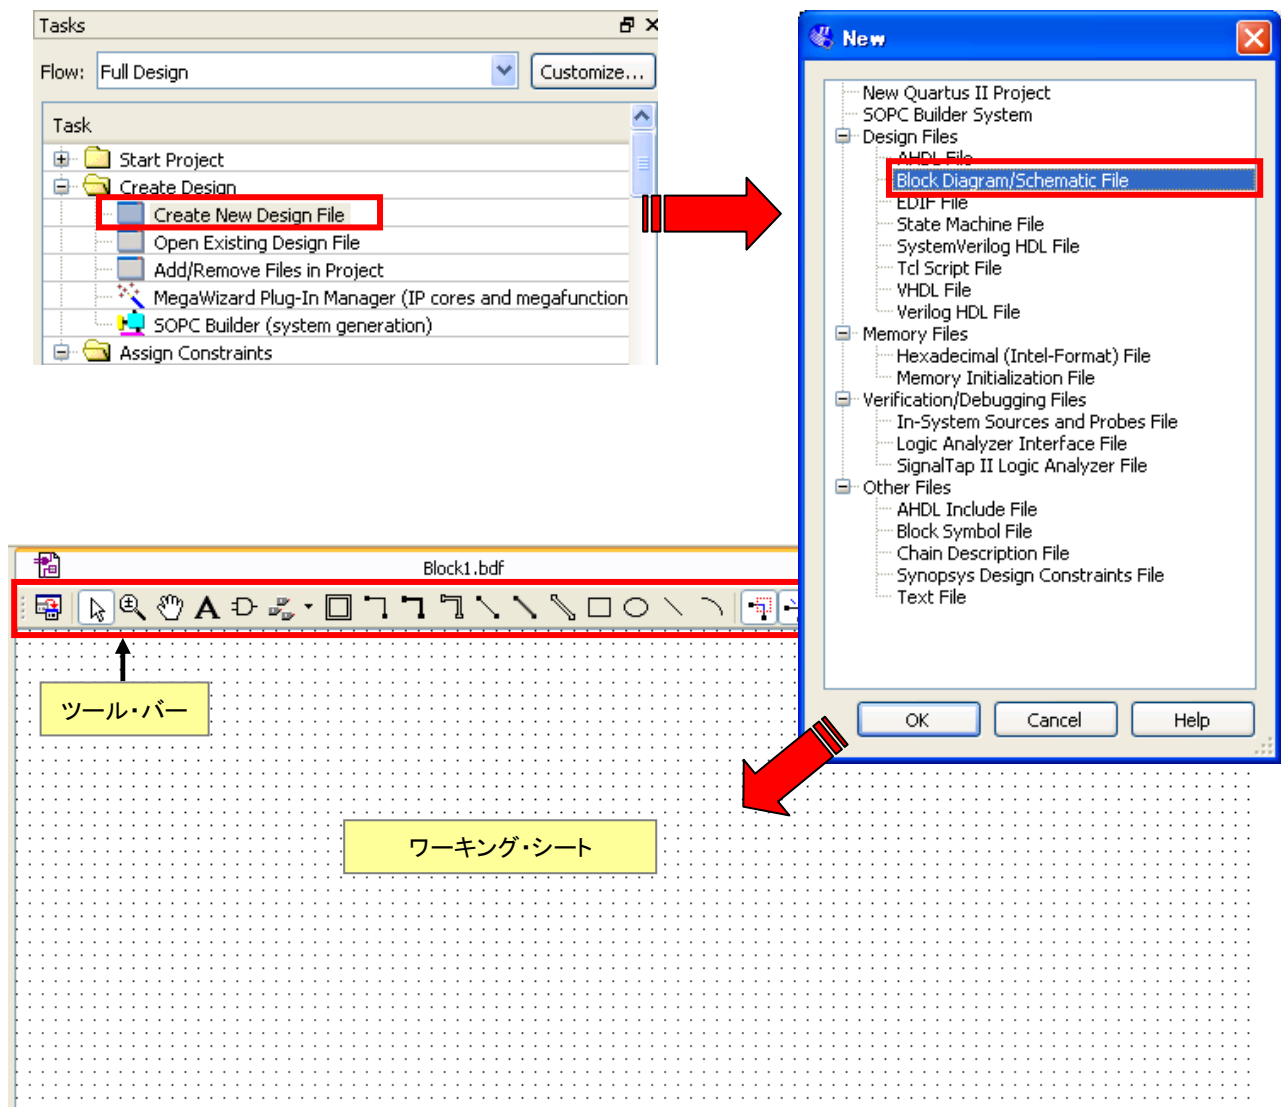 Tasks
Flow: Full Design Customize...
Task
Start Project
Create Design
Create New Design File
Open Existing Design File
Add/Remove Files in Project
MegaWizard Plug-In Manager (IP cores and megafunction
SOPC Builder (system generation)
Assign Constraints
New
New Quartus II Project
SOPC Builder System
Design Files
AHDL File
Block Diagram/Schematic File
EDIF File
State Machine File
SystemVerilog HDL File
Tcl Script File
VHDL File
Verilog HDL File
Memory Files
Hexadecimal (Intel-Format) File
Memory Initialization File
Verification/Debugging Files
In-System Sources and Probes File
Logic Analyzer Interface File
SignalTap II Logic Analyzer File
Other Files
AHDL Include File
Block Symbol File
Chain Description File
Synopsys Design Constraints File
Text File
OK Cancel Help
Block1.bdf
A
ツール・バー
ワーキング・シート